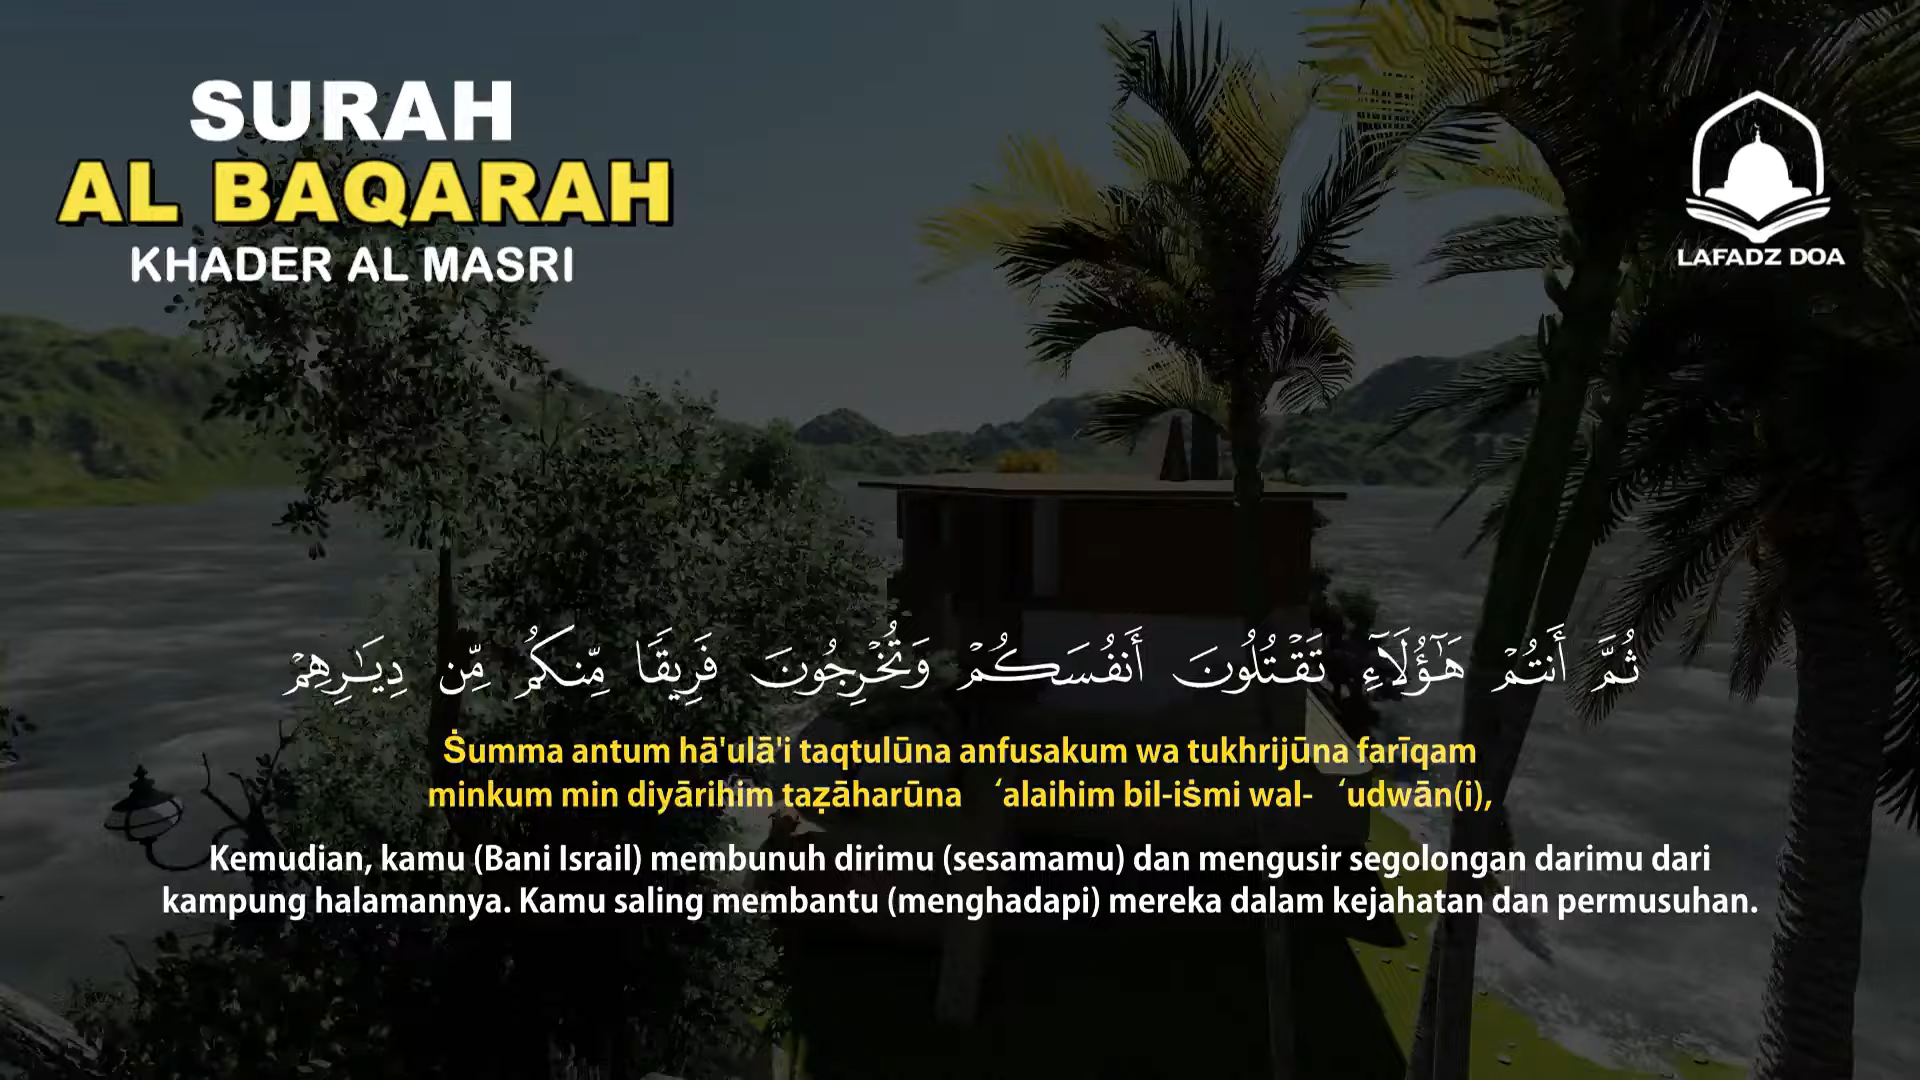 SURAH
AL BAQARAH
KHADER AL MASRI
LAFADZ DOA
ثُمَّ أَنتُمْ هَـٰٓؤُلَآءِ تَقْتُلُونَ أَنفُسَكُمْ وَتُخْرِجُونَ فَرِيقًا مِّنكُم مِّن دِيَـٰرِهِمْ
Ṡumma antum hā'ulā'i taqtulūna anfusakum wa tukhrijūna farīqam
minkum min diyārihim taẓāharūna ‘alaihim bil-iṡmi wal- ‘udwān(i),
Kemudian, kamu (Bani Israil) membunuh dirimu (sesamamu) dan mengusir segolongan darimu dari
kampung halamannya. Kamu saling membantu (menghadapi) mereka dalam kejahatan dan permusuhan.